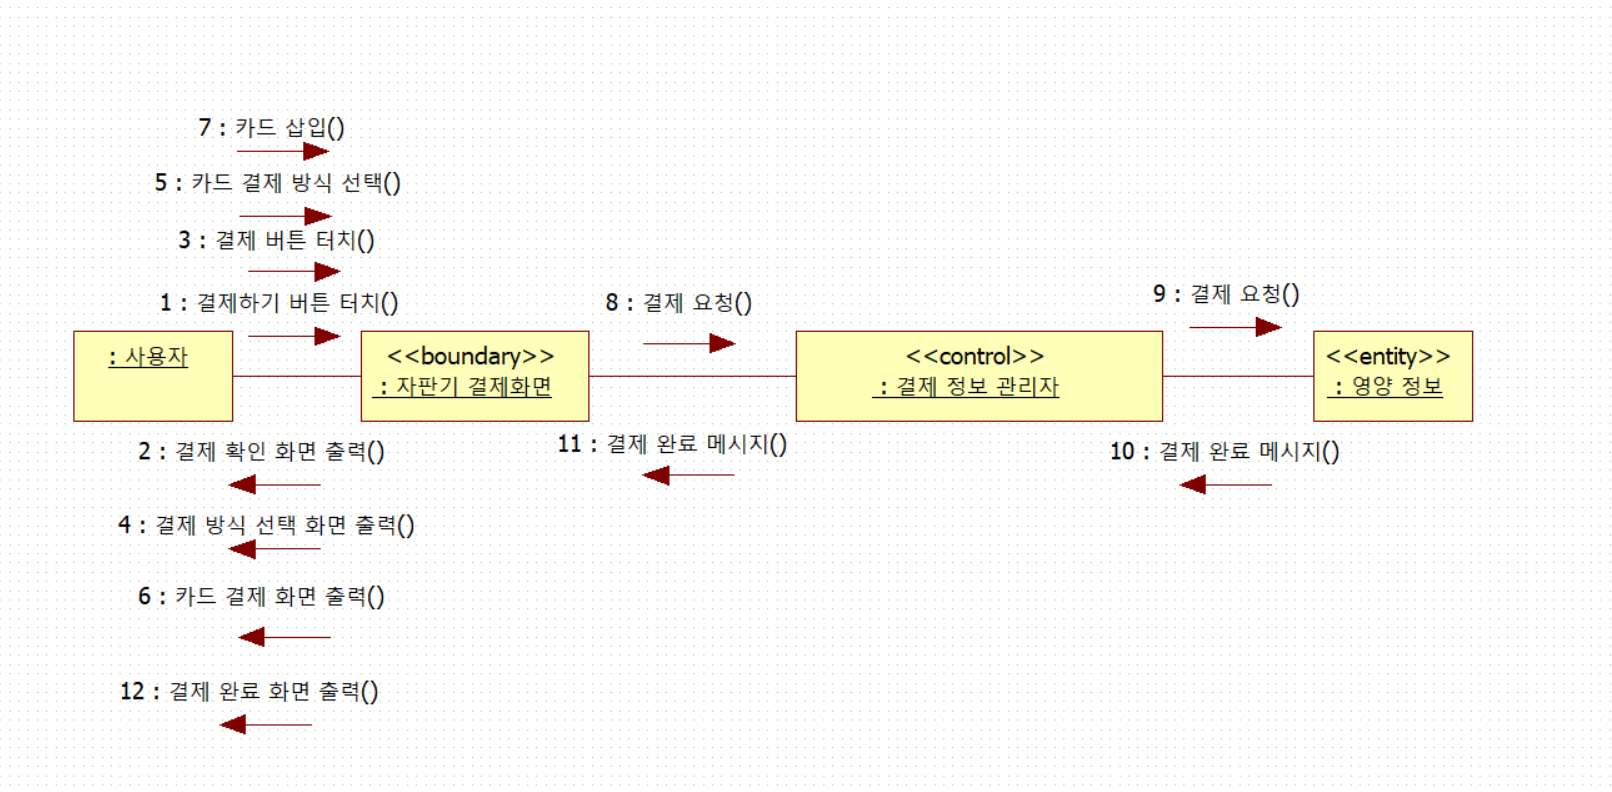 7 : 카드 삽입()
5 : 카드 결제 방식 선택()
3 : 결제 버튼 터치()
1 : 결제하기 버튼 터치()
8 : 결제 요청()
9 : 결제 요청()
: 사용자
<<boundary>>
: 자판기 결제화면
<<control>>
: 결제 정보 관리자
<<entity>>
: 영양 정보
2 : 결제 확인 화면 출력()
11 : 결제 완료 메시지()
10 : 결제 완료 메시지()
4 : 결제 방식 선택 화면 출력()
6 : 카드 결제 화면 출력()
12 : 결제 완료 화면 출력()